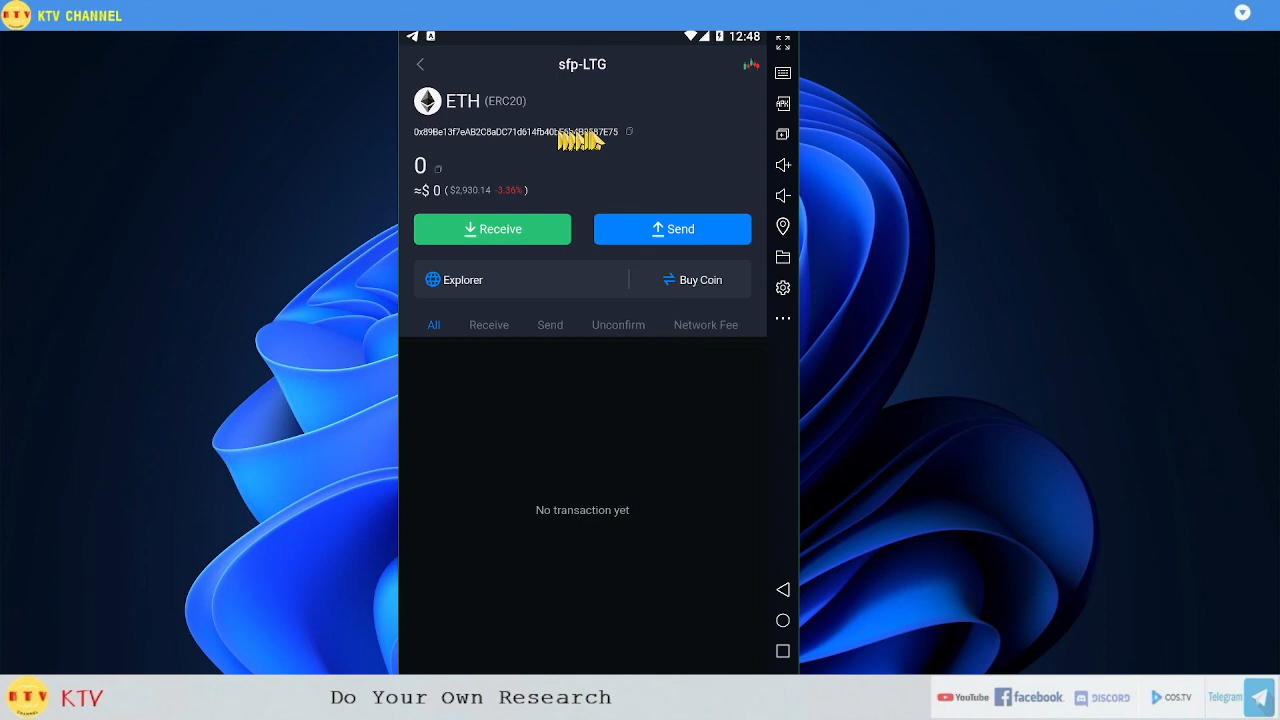 KTV CHANNEL
12:48
sfp-LTG
ETH (ERC20)
0
≈$ 0 ( $2,930.14 -3.36% )
Receive
Send
Explorer
Buy Coin
All Receive Send Unconfirm Network Fee
No transaction yet
KTV
Do Your Own Research
YouTube facebook. DISCORD COS.TV Telegram